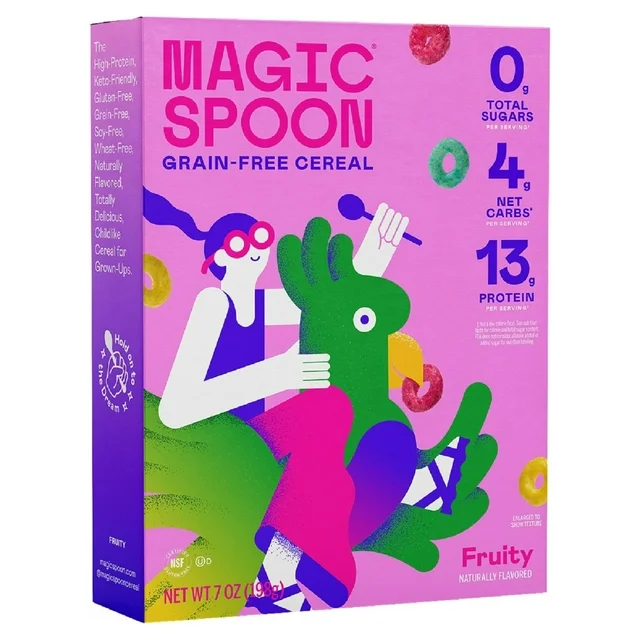 The
High-Protein,
Keto-Friendly,
Gluten-Free,
Grain-Free,
Soy-Free,
Wheat-Free,
Naturally
Flavored,
Totally
Delicious,
Childlike
Cereal for
Grown-Ups.
Hold on to
the Dream
FRUITY
magicspoon.com
@magicspooncereal
MAGIC
SPOON
GRAIN-FREE CEREAL
0g
TOTAL
SUGARS
PER SERVING*
4g
NET
CARBS*
PER SERVING*
13g
PROTEIN
PER SERVING*
ENLARGED TO
SHOW TEXTURE
Fruity
NATURALLY FLAVORED
CERTIFIED
NSF
NET WT 7 OZ (198g)